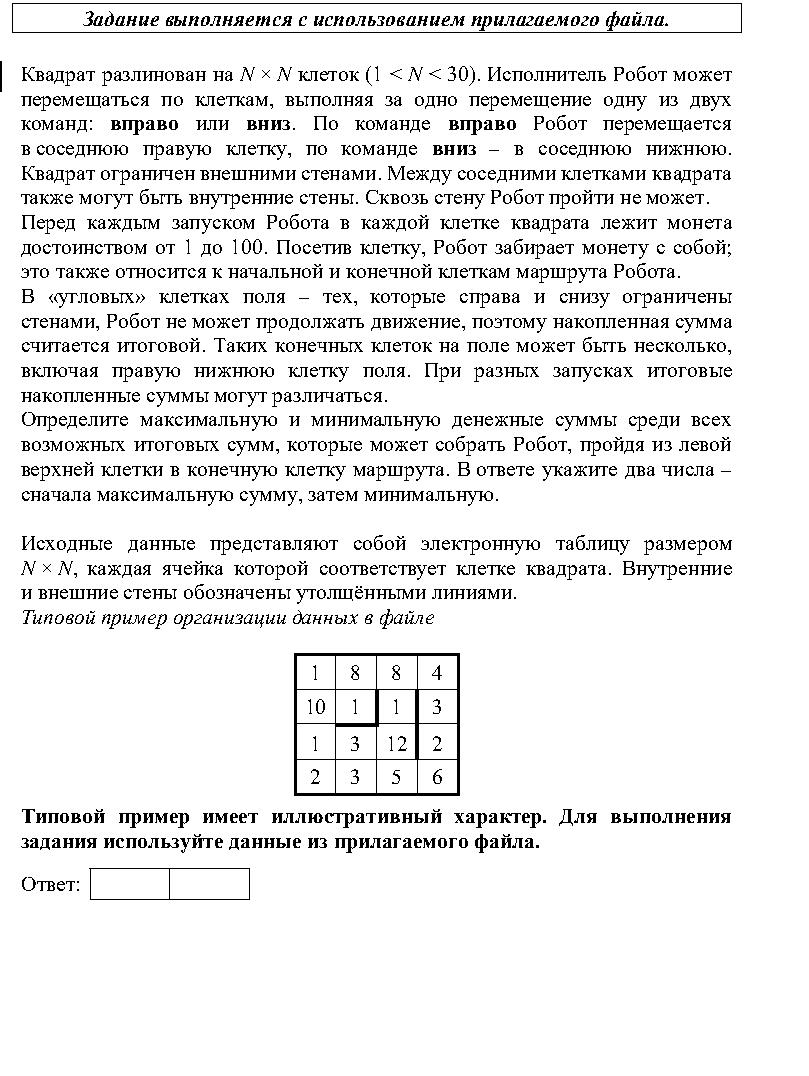 Задание выполняется с использованием прилагаемого файла.
Квадрат разлинован на N × N клеток (1 < N < 30). Исполнитель Робот может
перемещаться по клеткам, выполняя за одно перемещение одну из двух
команд: вправо или вниз. По команде вправо Робот перемещается
в соседнюю правую клетку, по команде вниз – в соседнюю нижнюю.
Квадрат ограничен внешними стенами. Между соседними клетками квадрата
также могут быть внутренние стены. Сквозь стену Робот пройти не может.
Перед каждым запуском Робота в каждой клетке квадрата лежит монета
достоинством от 1 до 100. Посетив клетку, Робот забирает монету с собой;
это также относится к начальной и конечной клеткам маршрута Робота.
В «угловых» клетках поля – тех, которые справа и снизу ограничены
стенами, Робот не может продолжать движение, поэтому накопленная сумма
считается итоговой. Таких конечных клеток на поле может быть несколько,
включая правую нижнюю клетку поля. При разных запусках итоговые
накопленные суммы могут различаться.
Определите максимальную и минимальную денежные суммы среди всех
возможных итоговых сумм, которые может собрать Робот, пройдя из левой
верхней клетки в конечную клетку маршрута. В ответе укажите два числа –
сначала максимальную сумму, затем минимальную.
Исходные данные представляют собой электронную таблицу размером
N × N, каждая ячейка которой соответствует клетке квадрата. Внутренние
и внешние стены обозначены утолщёнными линиями.
Типовой пример организации данных в файле
1 8 8 4
10 1 1 3
1 3 12 2
2 3 5 6
Типовой пример имеет иллюстративный характер. Для выполнения
задания используйте данные из прилагаемого файла.
Ответ: